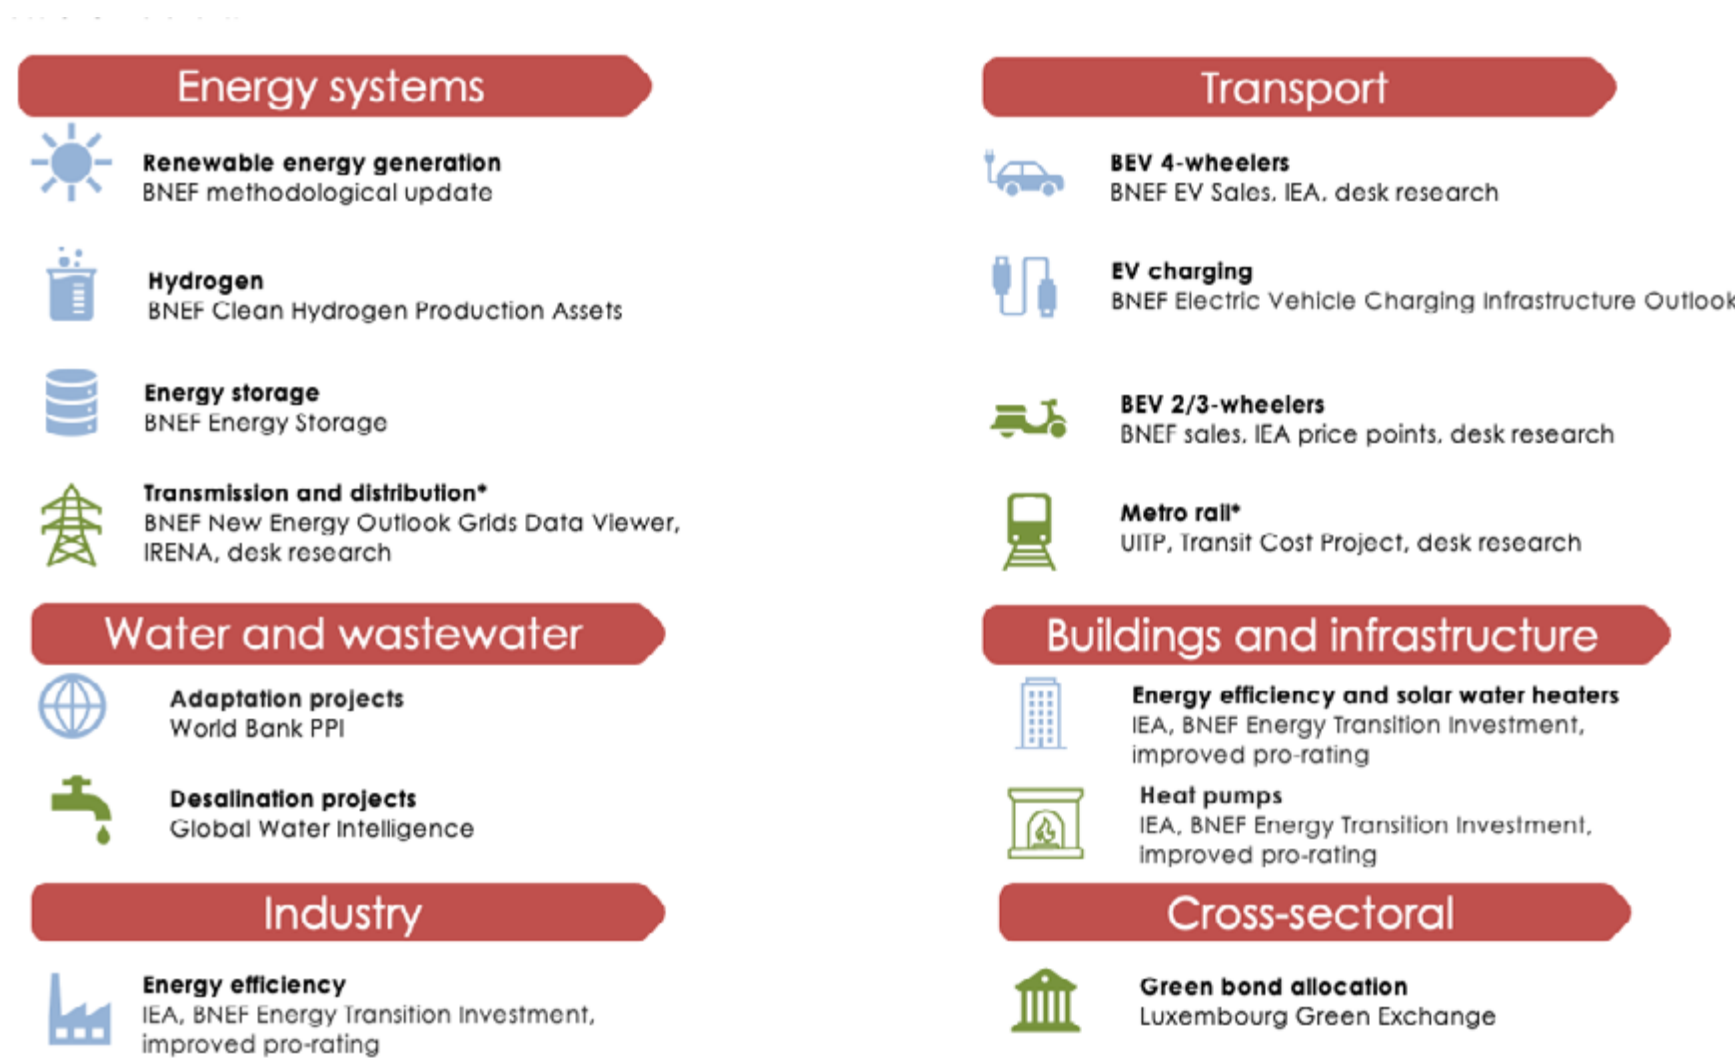 Energy systems
Renewable energy generation
BNEF methodological update
Hydrogen
BNEF Clean Hydrogen Production Assets
Energy storage
BNEF Energy Storage
Transmission and distribution*
BNEF New Energy Outlook Grids Data Viewer,
IRENA, desk research
Water and wastewater
Adaptation projects
World Bank PPI
Desalination projects
Global Water Intelligence
Industry
Energy efficiency
IEA, BNEF Energy Transition Investment,
improved pro-rating
Transport
BEV 4-wheelers
BNEF EV Sales, IEA, desk research
EV charging
BNEF Electric Vehicle Charging Infrastructure Outlook
BEV 2/3-wheelers
BNEF sales, IEA price points, desk research
Metro rail*
UITP, Transit Cost Project, desk research
Buildings and infrastructure
Energy efficiency and solar water heaters
IEA, BNEF Energy Transition Investment,
improved pro-rating
Heat pumps
IEA, BNEF Energy Transition Investment,
improved pro-rating
Cross-sectoral
Green bond allocation
Luxembourg Green Exchange